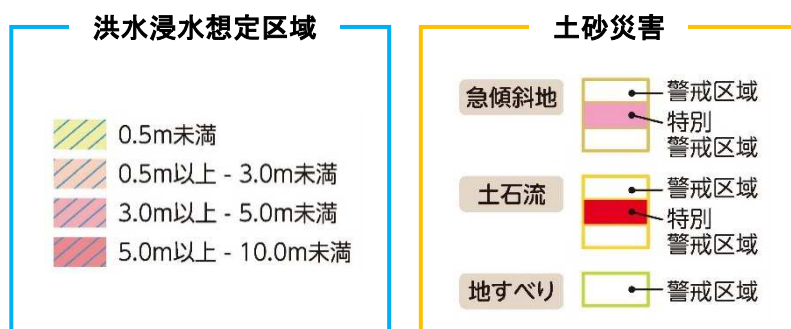 洪水浸水想定区域
0.5m未満
0.5m以上 - 3.0m未満
3.0m以上 - 5.0m未満
5.0m以上 - 10.0m未満
土砂災害
急傾斜地
警戒区域
特別
警戒区域
土石流
警戒区域
特別
警戒区域
地すべり
警戒区域